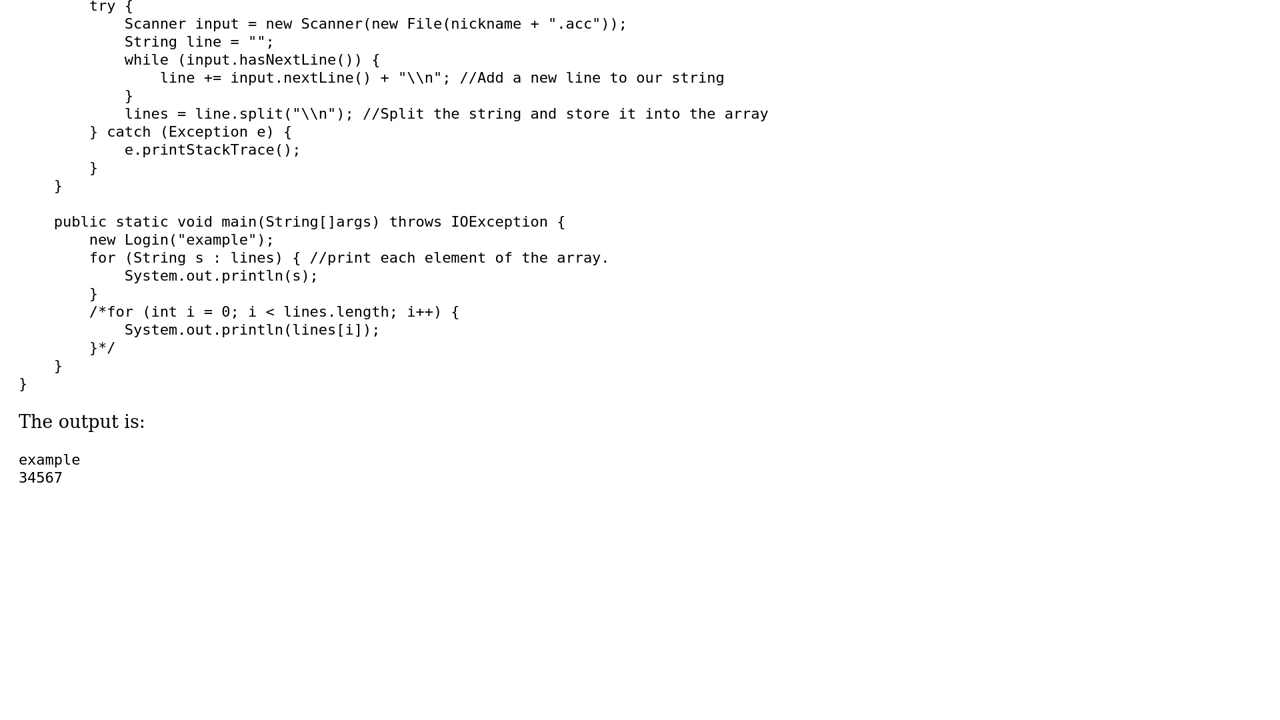 try {
            Scanner input = new Scanner(new File(nickname + ".acc"));
            String line = "";
            while (input.hasNextLine()) {
                line += input.nextLine() + "\\n"; //Add a new line to our string
            }
            lines = line.split("\\n"); //Split the string and store it into the array
        } catch (Exception e) {
            e.printStackTrace();
        }
    }

    public static void main(String[]args) throws IOException {
        new Login("example");
        for (String s : lines) { //print each element of the array.
            System.out.println(s);
        }
        /*for (int i = 0; i < lines.length; i++) {
            System.out.println(lines[i]);
        }*/
    }
}
The output is:
example
34567